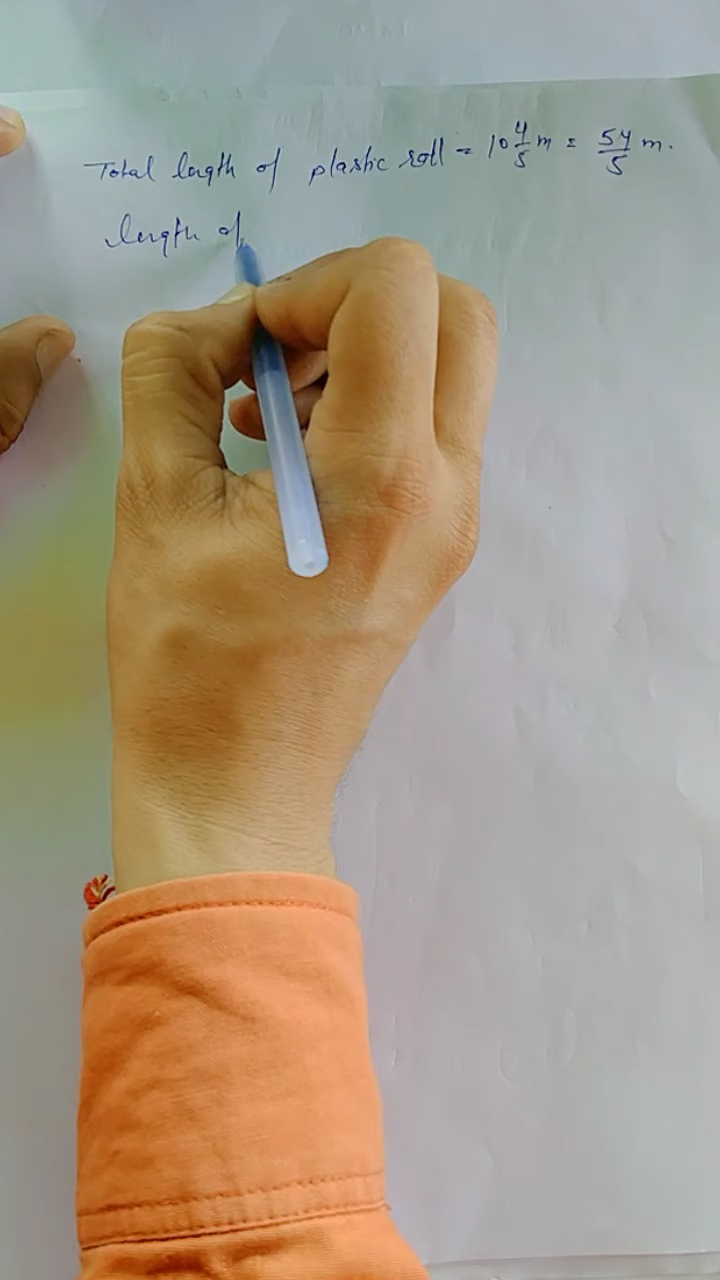 Total length of plastic roll = 10 4/5 m = 54/5 m.
length of